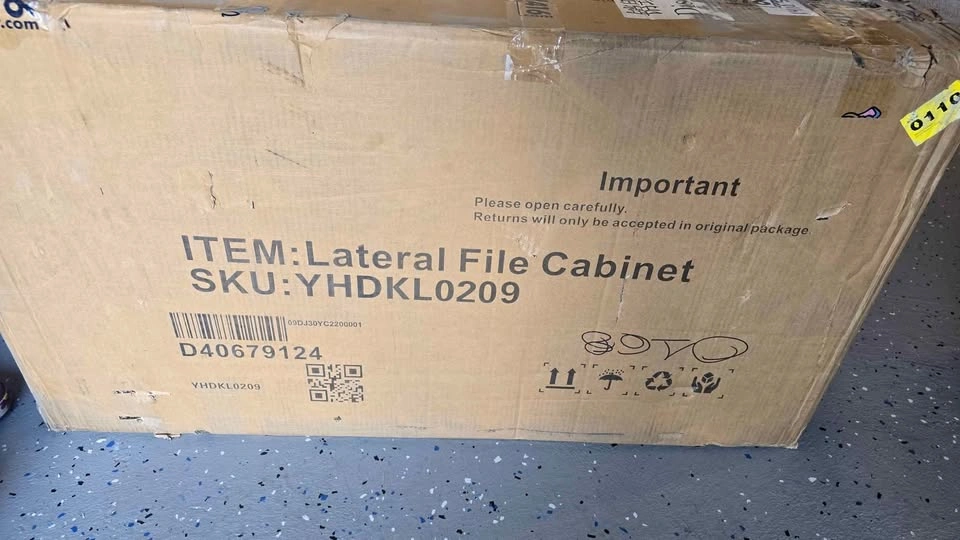 .com
0110
Important
Please open carefully.
Returns will only be accepted in original package
ITEM:Lateral File Cabinet
SKU:YHDKL0209
09DJ30YC2200001
D40679124
YHDKL0209